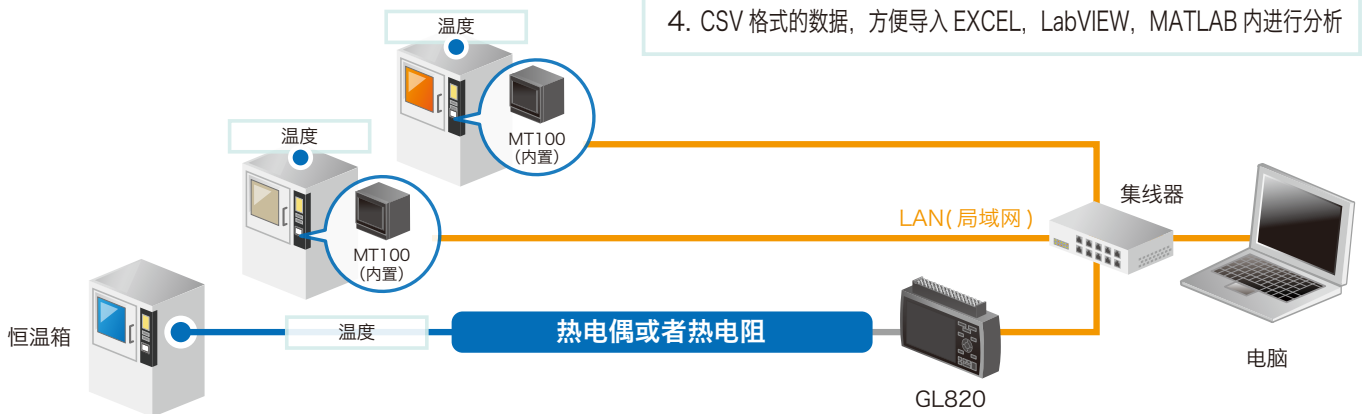 4. CSV 格式的数据，方便导入 EXCEL，LabVIEW，MATLAB 内进行分析
温度
MT100
（内置）
温度
MT100
（内置）
LAN( 局域网 )
集线器
恒温箱
温度
热电偶或者热电阻
GL820
电脑